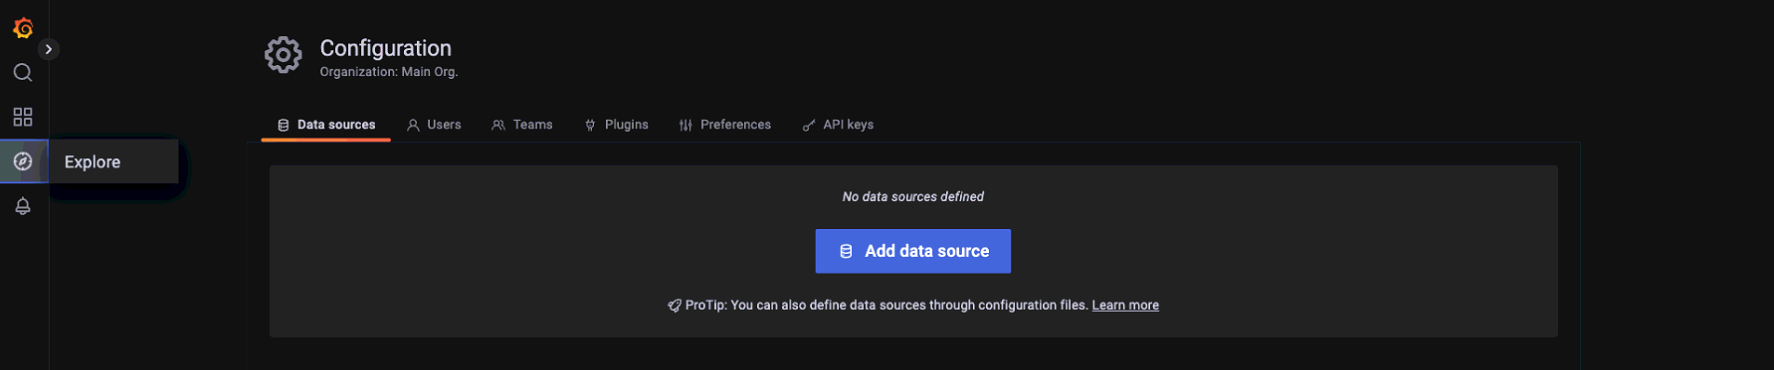 Configuration
Organization: Main Org.
Data sources Users Teams Plugins Preferences API keys
Explore
No data sources defined
Add data source
ProTip: You can also define data sources through configuration files. Learn more